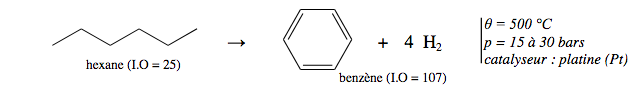 θ = 500 °C
→ + 4 H₂
p = 15 à 30 bars
catalyseur : platine (Pt)
hexane (I.O = 25)
benzène (I.O = 107)